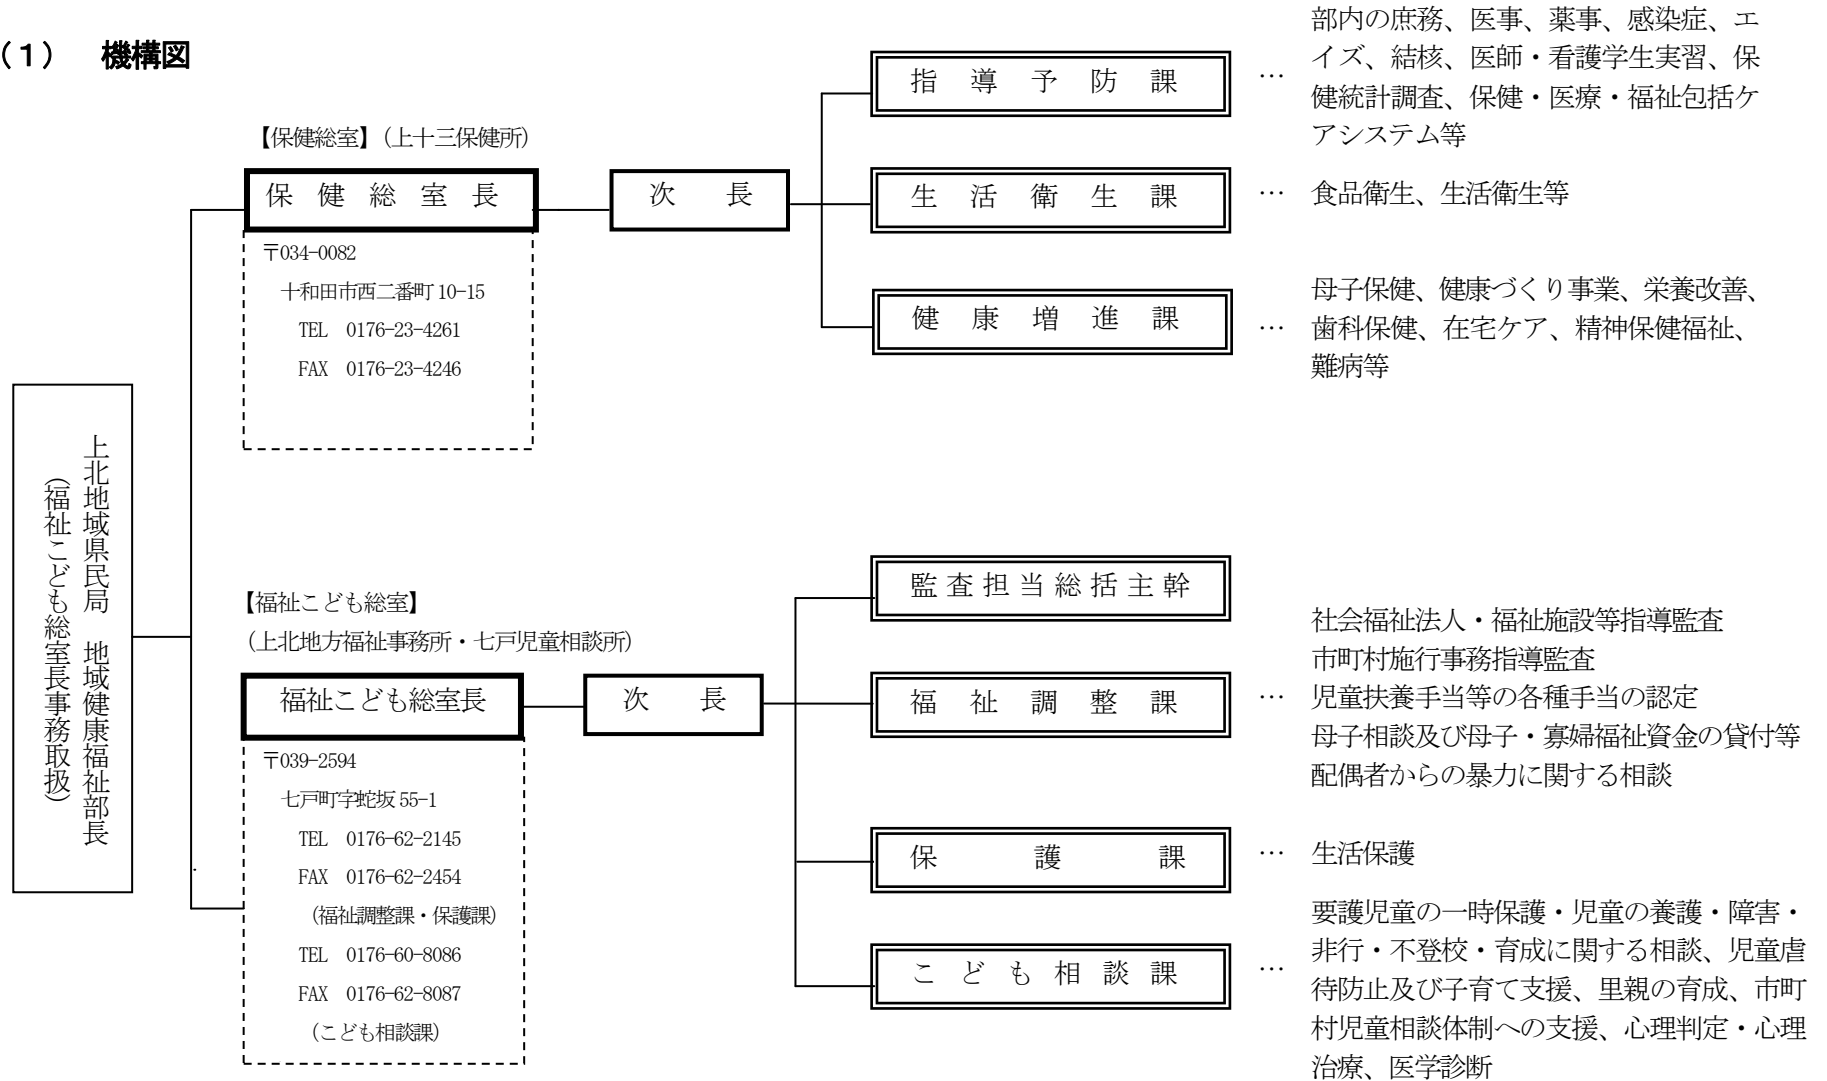 （１）　機構図
【保健総室】（上十三保健所）
保健総室長
〒034-0082
十和田市西二番町 10-15
TEL　0176-23-4261
FAX　0176-23-4246
次　長
指導予防課
…
部内の庶務、医事、薬事、感染症、エ
イズ、結核、医師・看護学生実習、保
健統計調査、保健・医療・福祉包括ケ
アシステム等
生活衛生課
…
食品衛生、生活衛生等
健康増進課
…
母子保健、健康づくり事業、栄養改善、
歯科保健、在宅ケア、精神保健福祉、
難病等
上北地域県民局　地域健康福祉部長
（福祉こども総室長事務取扱）
【福祉こども総室】
（上北地方福祉事務所・七戸児童相談所）
福祉こども総室長
〒039-2594
七戸町字蛇坂 55-1
TEL　0176-62-2145
FAX　0176-62-2454
（福祉調整課・保護課）
TEL　0176-60-8086
FAX　0176-62-8087
（こども相談課）
次　長
監査担当総括主幹
福祉調整課
…
社会福祉法人・福祉施設等指導監査
市町村施行事務指導監査
児童扶養手当等の各種手当の認定
母子相談及び母子・寡婦福祉資金の貸付等
配偶者からの暴力に関する相談
保護課
…
生活保護
こども相談課
…
要護児童の一時保護・児童の養護・障害・
非行・不登校・育成に関する相談、児童虐
待防止及び子育て支援、里親の育成、市町
村児童相談体制への支援、心理判定・心理
治療、医学診断